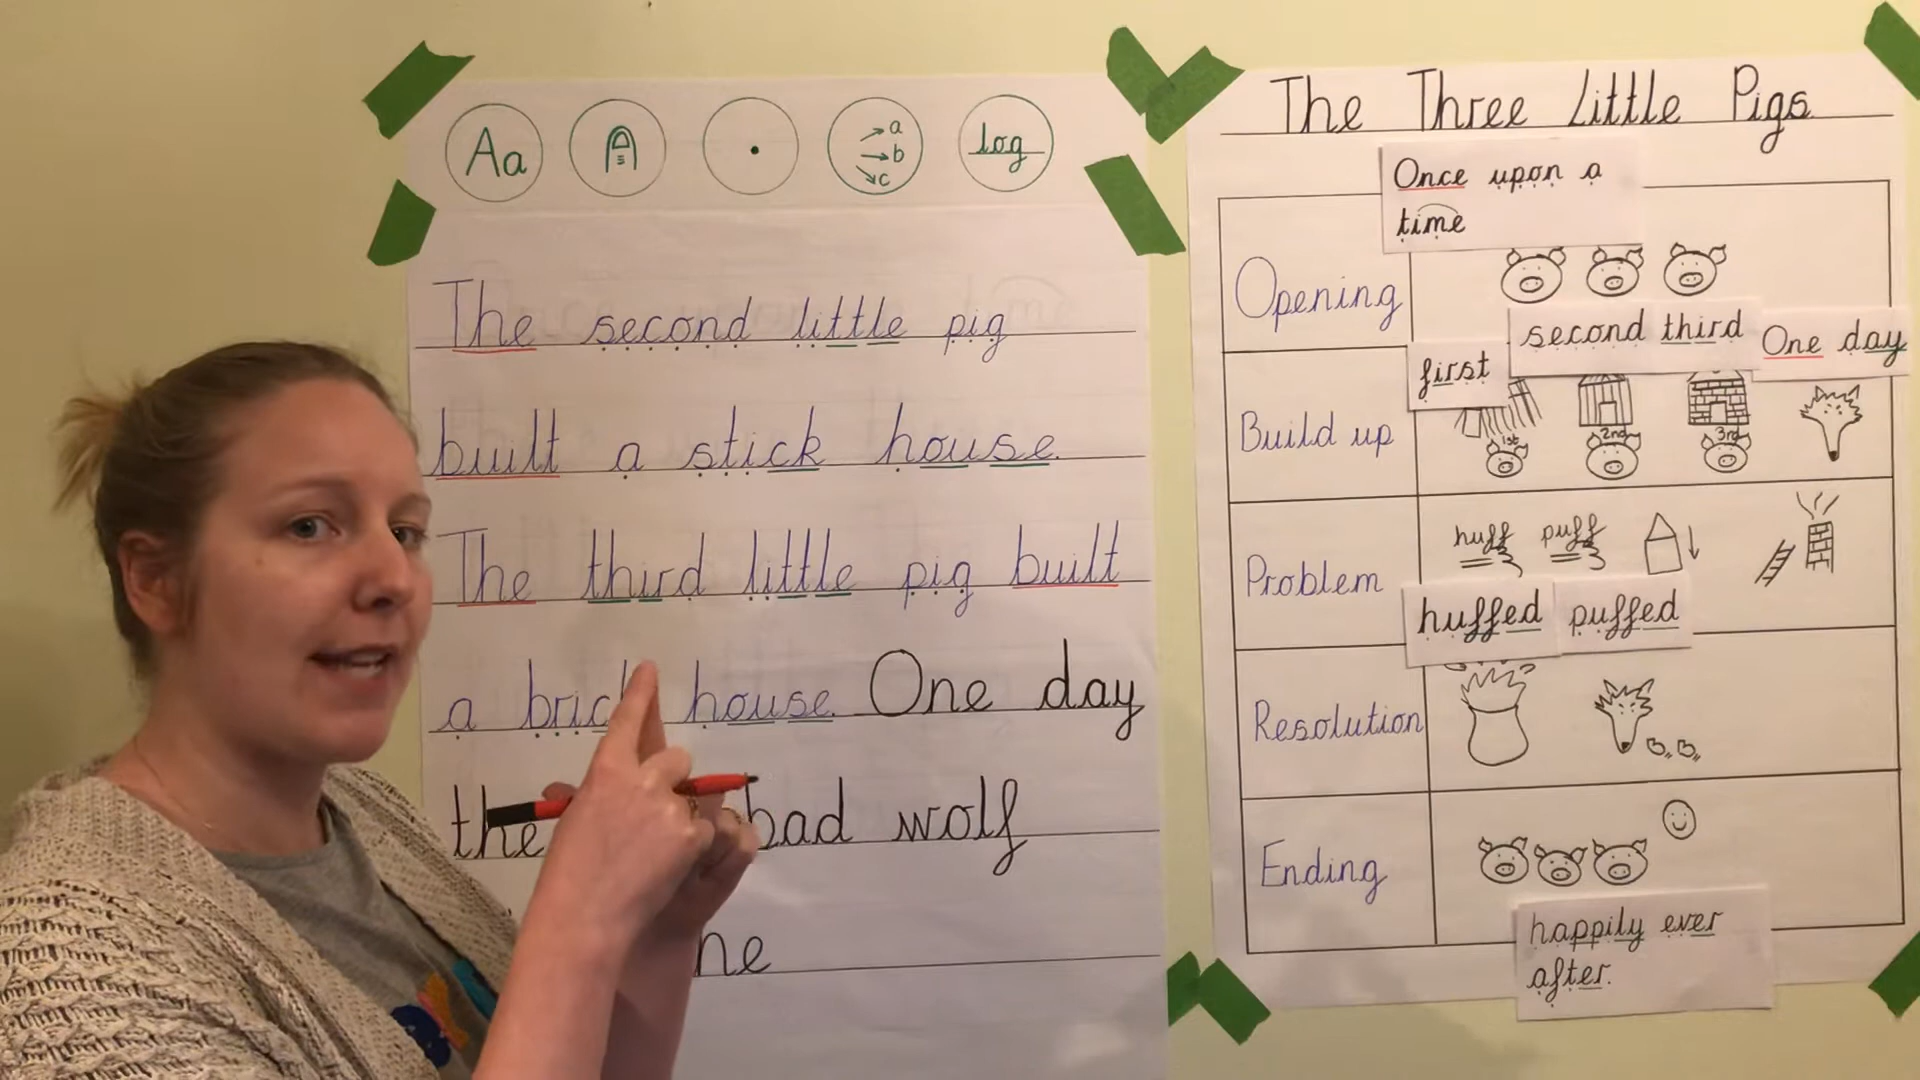 Aa
a
b
c
log
The second little pig
built a stick house.
The third little pig built
a brick house. One day
the bad wolf
The Three Little Pigs
Once upon a
time
Opening
first
second third
One day
Build up
1st
2nd
3rd
Problem
huff puff
huffed puffed
Resolution
Ending
happily ever
after.